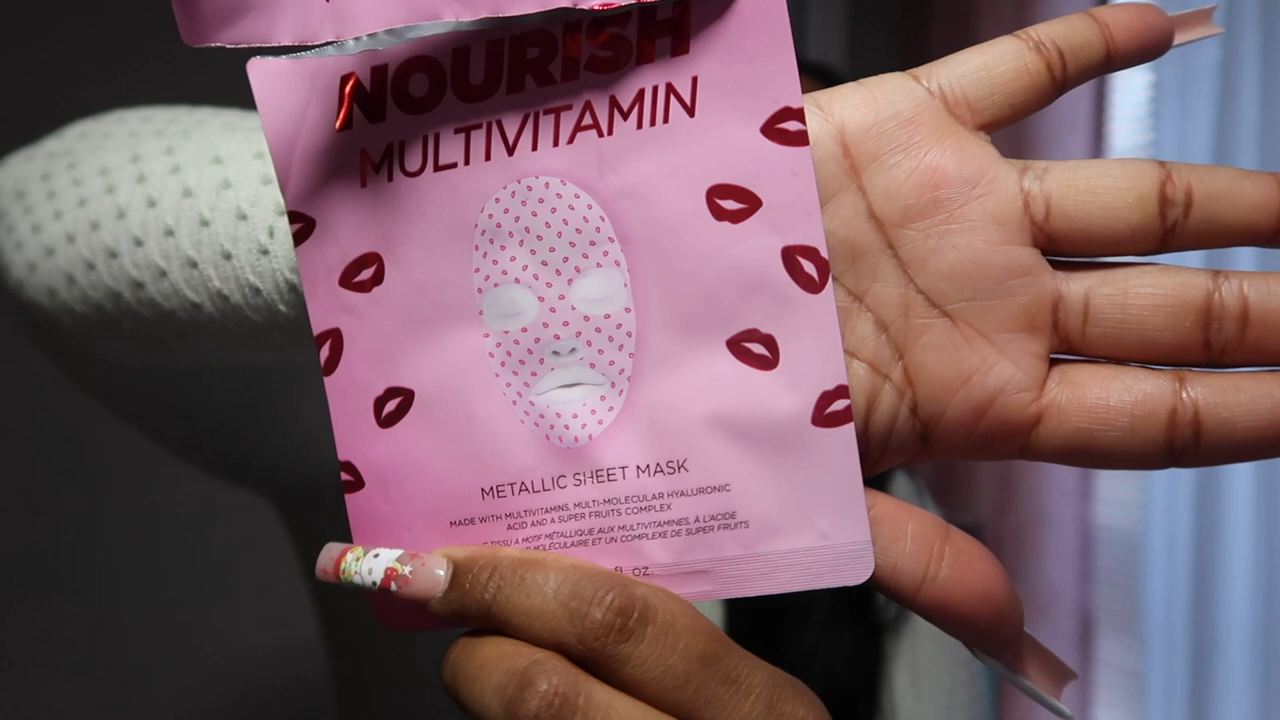 NOURISH
MULTIVITAMIN
METALLIC SHEET MASK
MADE WITH MULTIVITAMINS, MULTI-MOLECULAR HYALURONIC
ACID AND A SUPER FRUITS COMPLEX
TISSU A MOTIF MÉTALLIQUE AUX MULTIVITAMINES, À L'ACIDE
MOLÉCULAIRE ET UN COMPLEXE DE SUPER FRUITS
fl. oz.